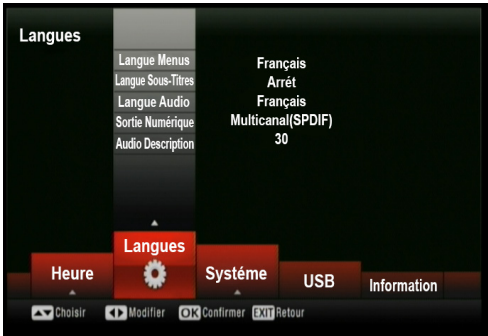 Langues
Langue Menus Français
Langue Sous-Titres Arrét
Langue Audio Français
Sortie Numérique Multicanal(SPDIF)
Audio Description 30
Langues
Heure Systéme USB Information
Choisir Modifier OK Confirmer EXIT Retour